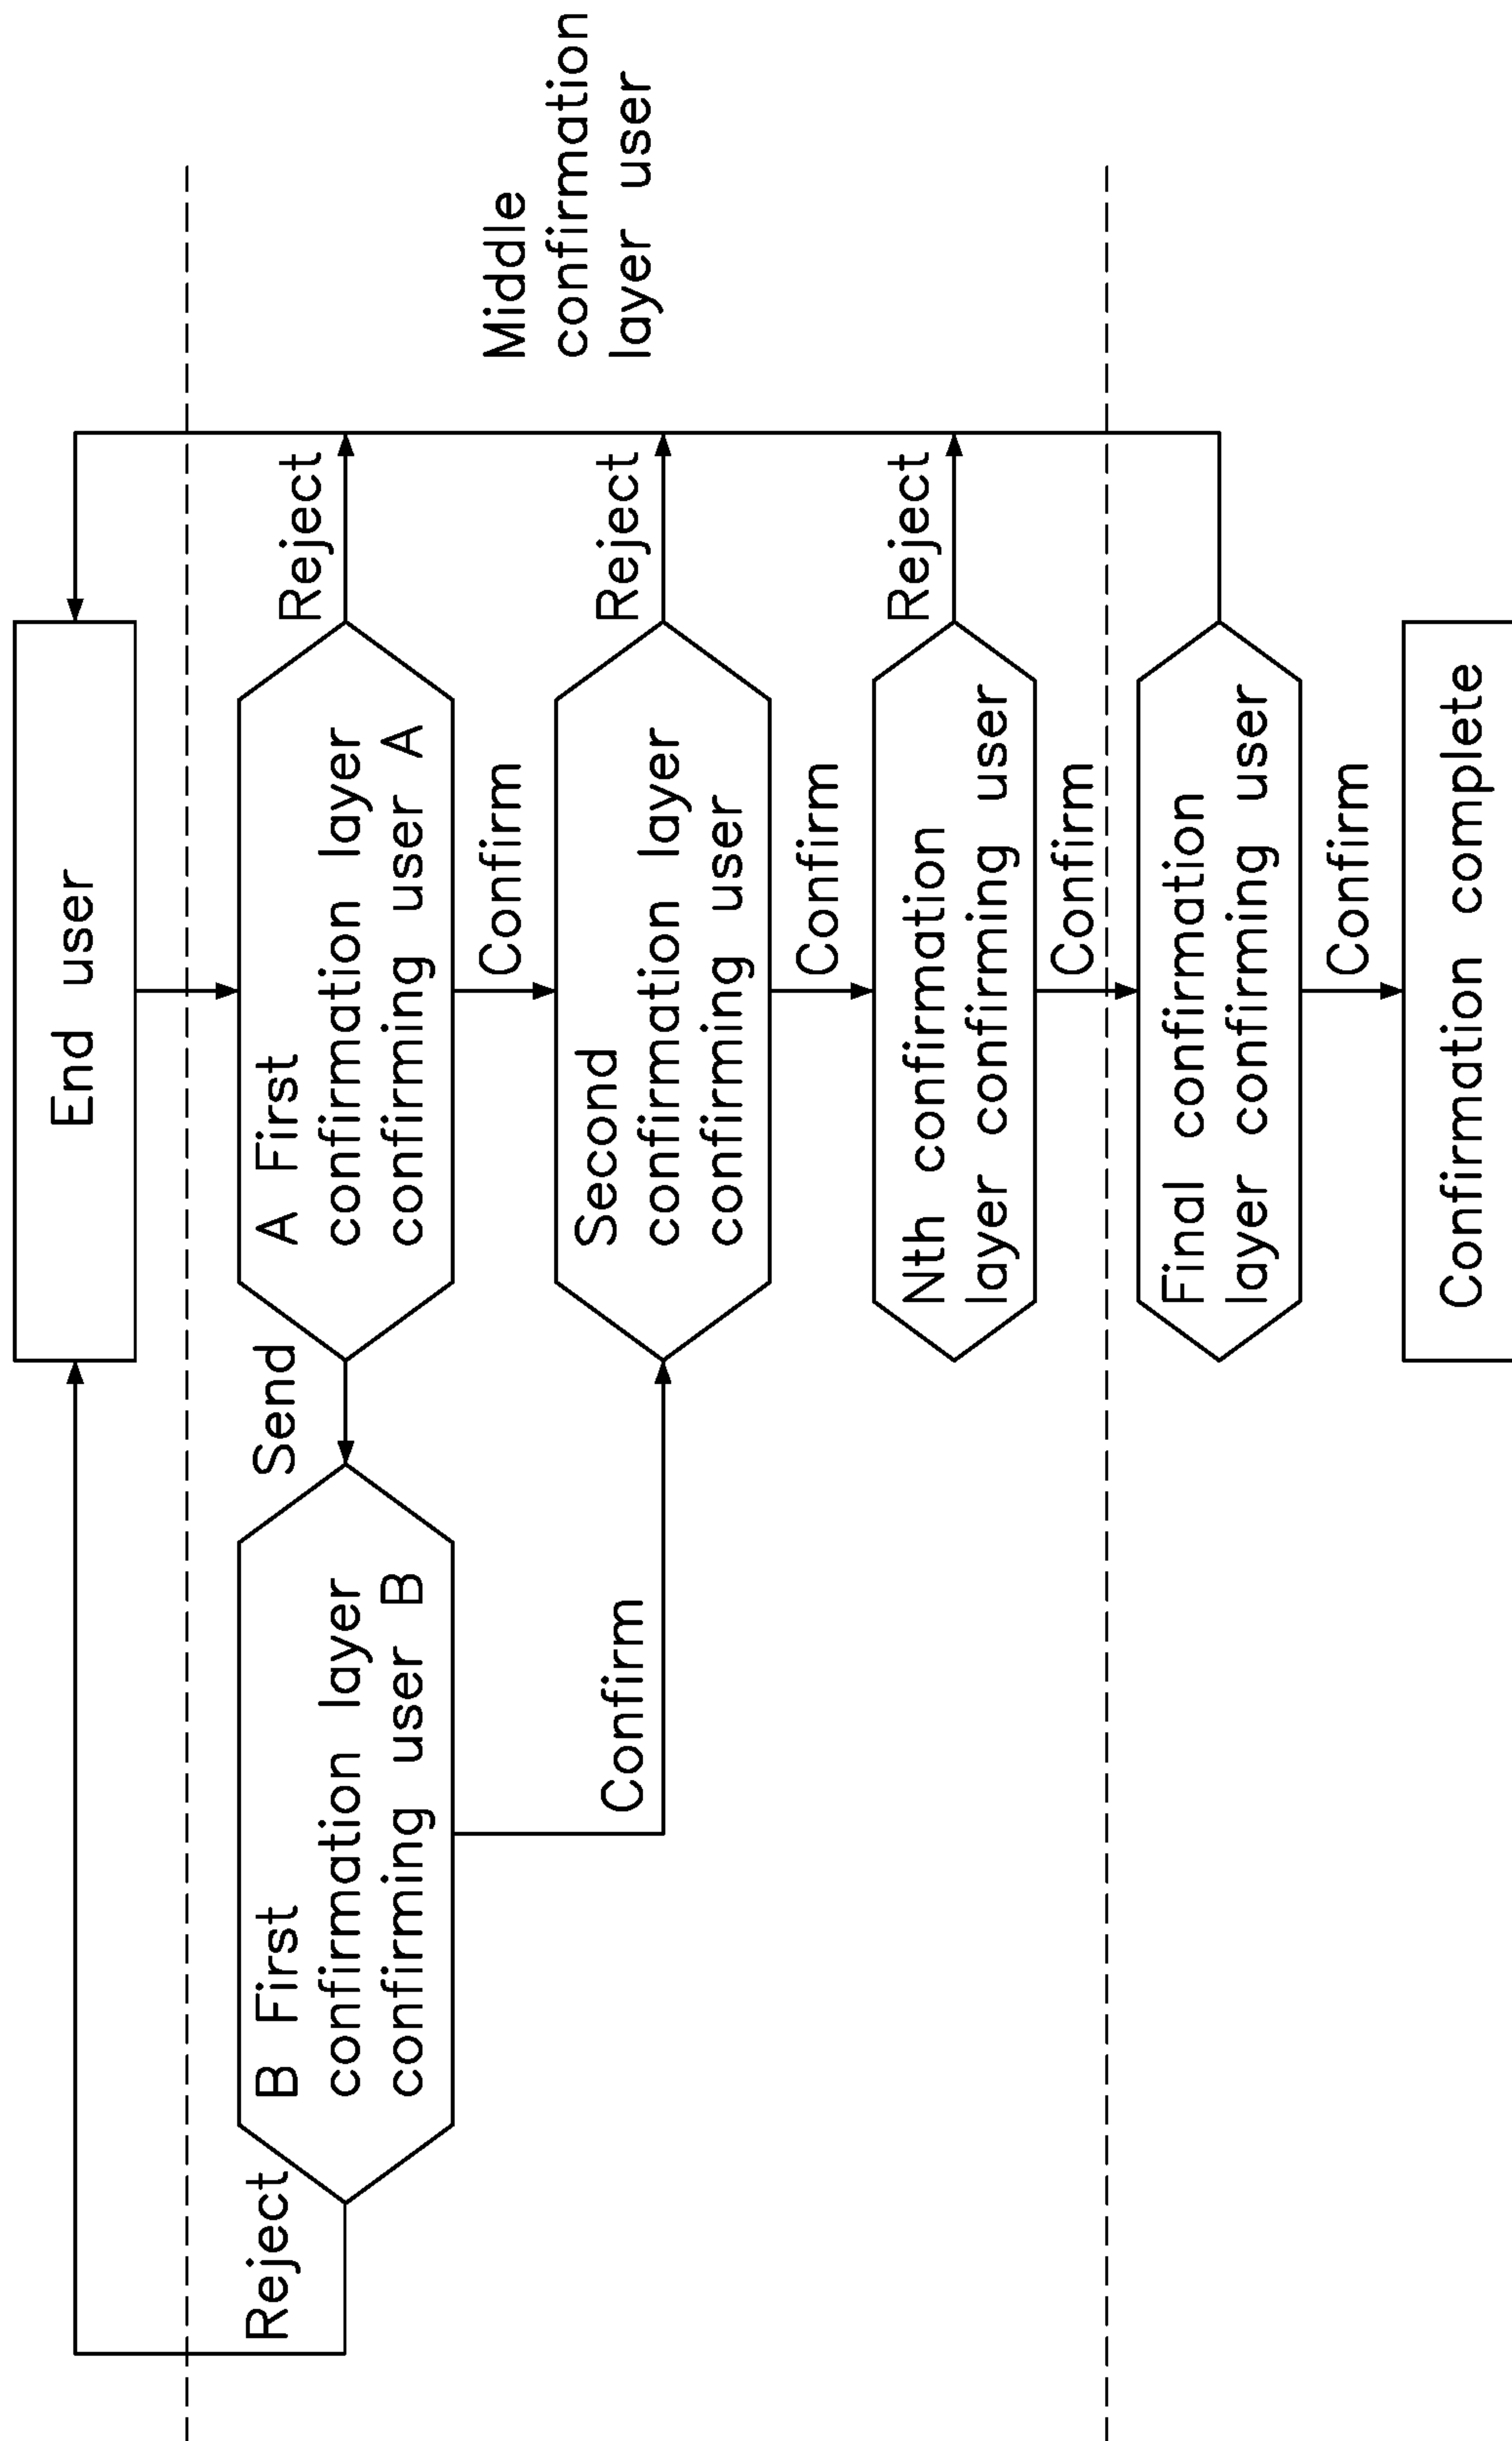 End user
Reject
B First
confirmation layer
confirming user B
Send
A First
confirmation layer
confirming user A
Reject
Middle
confirmation
layer user
Confirm
Confirm
Second
confirmation layer
confirming user
Reject
Confirm
Nth confirmation
layer confirming user
Reject
Confirm
Final confirmation
layer confirming user
Confirm
Confirmation complete